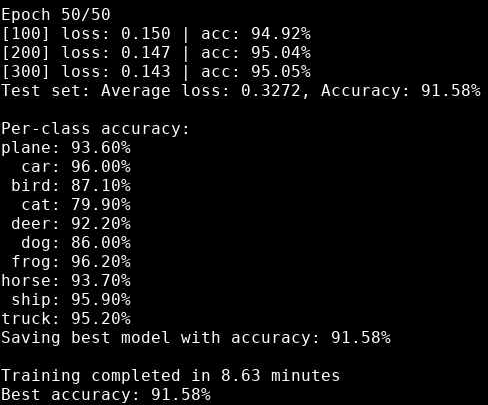 Epoch 50/50
[100] loss: 0.150 | acc: 94.92%
[200] loss: 0.147 | acc: 95.04%
[300] loss: 0.143 | acc: 95.05%
Test set: Average loss: 0.3272, Accuracy: 91.58%

Per-class accuracy:
plane: 93.60%
  car: 96.00%
 bird: 87.10%
  cat: 79.90%
 deer: 92.20%
  dog: 86.00%
 frog: 96.20%
horse: 93.70%
 ship: 95.90%
truck: 95.20%
Saving best model with accuracy: 91.58%

Training completed in 8.63 minutes
Best accuracy: 91.58%